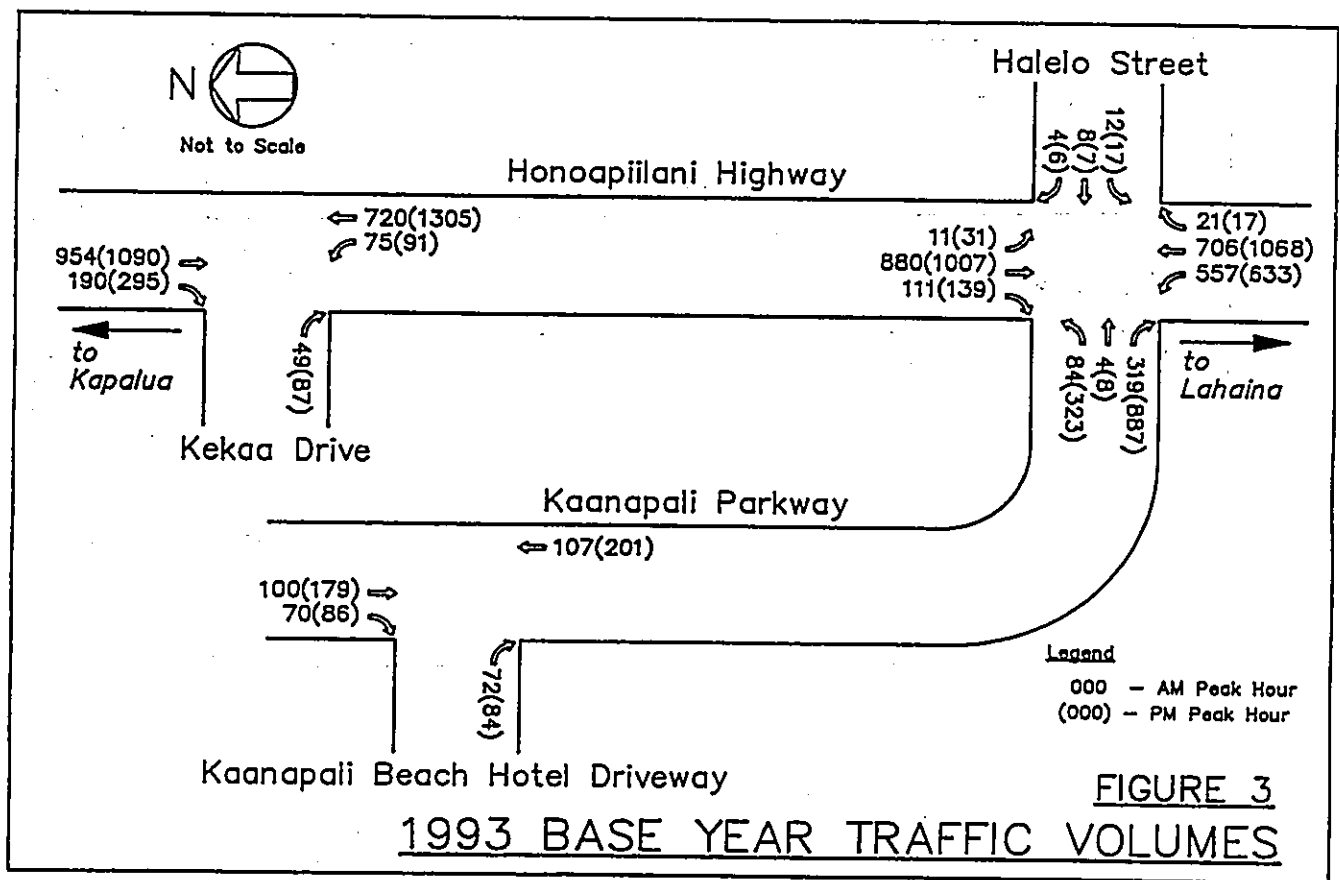 N
Not to Scale
Halelo Street
12(17)
8(7)
4(6)
Honoapiilani Highway
720(1305)
75(91)
954(1090)
190(295)
11(31)
880(1007)
111(139)
21(17)
706(1068)
557(633)
to
Kapalua
49(87)
84(323)
4(8)
319(887)
to
Lahaina
Kekaa Drive
Kaanapali Parkway
107(201)
100(179)
70(86)
72(84)
Legend
000 - AM Peak Hour
(000) - PM Peak Hour
Kaanapali Beach Hotel Driveway
FIGURE 3
1993 BASE YEAR TRAFFIC VOLUMES